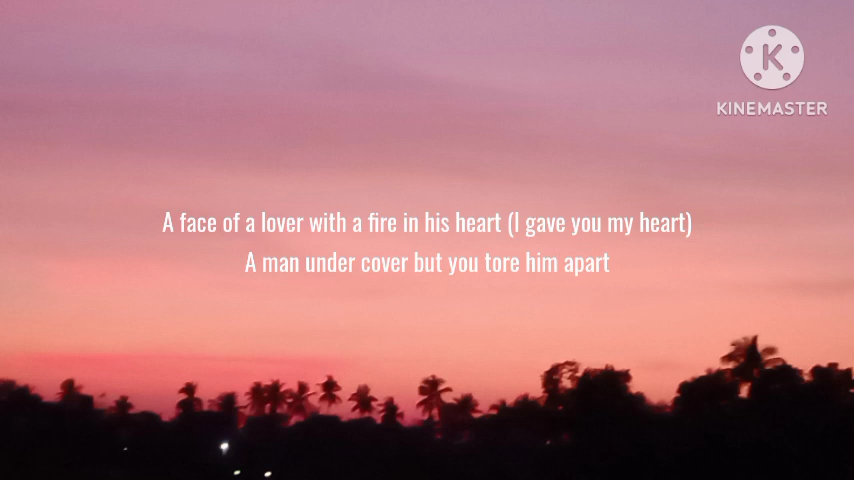 KINEMASTER
A face of a lover with a fire in his heart (I gave you my heart)
A man under cover but you tore him apart